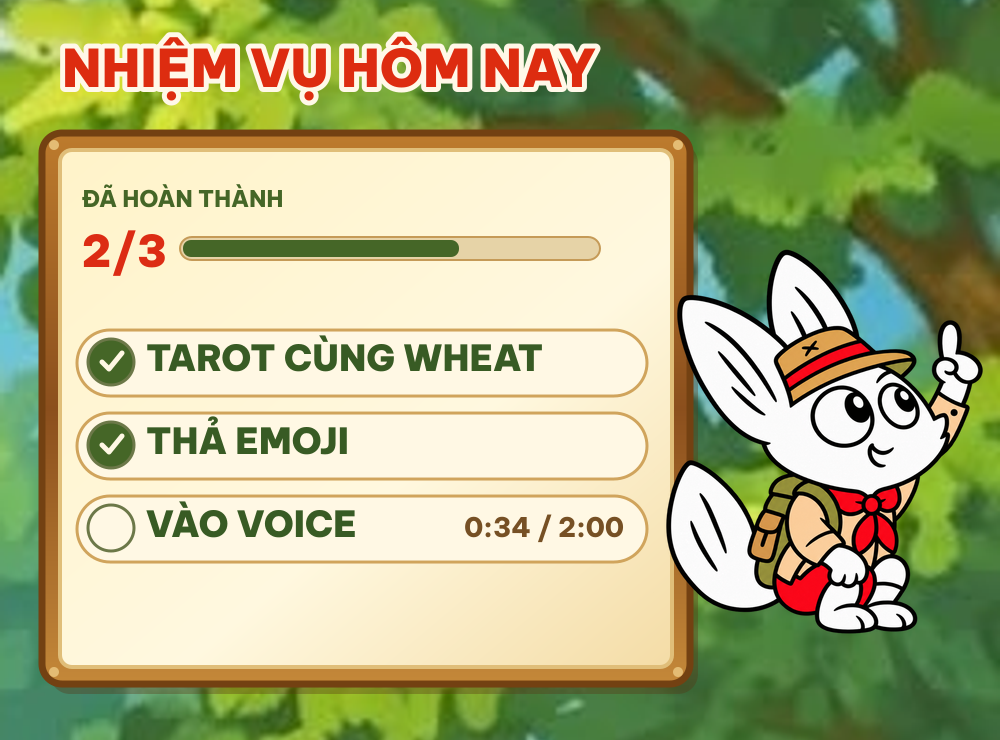 NHIỆM VỤ HÔM NAY
ĐÃ HOÀN THÀNH
2/3
TAROT CÙNG WHEAT
THẢ EMOJI
VÀO VOICE 0:34 / 2:00